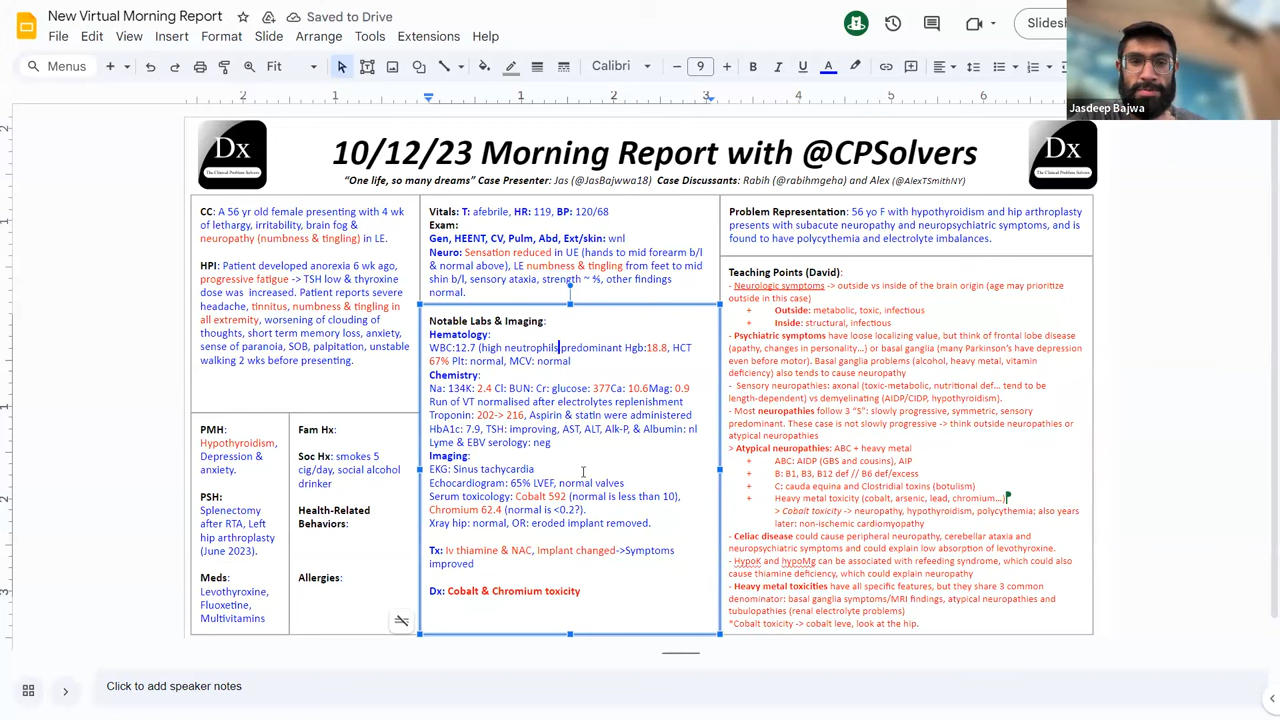 New Virtual Morning Report
Saved to Drive
File Edit View Insert Format Slide Arrange Tools Extensions Help
Slidesh
Menus
Fit
Calibri
9
Jasdeep Bajwa
2 1 1 2 3 4 5 6
Dx
The Clinical Problem Solvers
10/12/23 Morning Report with @CPSolvers
"One life, so many dreams" Case Presenter: Jas (@JasBajwwa18) Case Discussants: Rabih (@rabihmgeha) and Alex (@AlexTSmithNY)
Dx
The Clinical Problem Solvers
CC: A 56 yr old female presenting with 4 wk
of lethargy, irritability, brain fog &
neuropathy (numbness & tingling) in LE.
HPI: Patient developed anorexia 6 wk ago,
progressive fatigue -> TSH low & thyroxine
dose was increased. Patient reports severe
headache, tinnitus, numbness & tingling in
all extremity, worsening of clouding of
thoughts, short term memory loss, anxiety,
sense of paranoia, SOB, palpitation, unstable
walking 2 wks before presenting.
PMH:
Hypothyroidism,
Depression &
anxiety.
PSH:
Splenectomy
after RTA, Left
hip arthroplasty
(June 2023).
Meds:
Levothyroxine,
Fluoxetine,
Multivitamins
Fam Hx:
Soc Hx: smokes 5
cig/day, social alcohol
drinker
Health-Related
Behaviors:
Allergies:
Vitals: T: afebrile, HR: 119, BP: 120/68
Exam:
Gen, HEENT, CV, Pulm, Abd, Ext/skin: wnl
Neuro: Sensation reduced in UE (hands to mid forearm b/l
& normal above), LE numbness & tingling from feet to mid
shin b/l, sensory ataxia, strength ~ ⅘, other findings
normal.
Notable Labs & Imaging:
Hematology:
WBC:12.7 (high neutrophils predominant Hgb:18.8, HCT
67% Plt: normal, MCV: normal
Chemistry:
Na: 134K: 2.4 Cl: BUN: Cr: glucose: 377Ca: 10.6Mag: 0.9
Run of VT normalised after electrolytes replenishment
Troponin: 202-> 216, Aspirin & statin were administered
HbA1c: 7.9, TSH: improving, AST, ALT, Alk-P, & Albumin: nl
Lyme & EBV serology: neg
Imaging:
EKG: Sinus tachycardia
Echocardiogram: 65% LVEF, normal valves
Serum toxicology: Cobalt 592 (normal is less than 10),
Chromium 62.4 (normal is <0.2?).
Xray hip: normal, OR: eroded implant removed.
Tx: Iv thiamine & NAC, Implant changed->Symptoms
improved
Dx: Cobalt & Chromium toxicity
Problem Representation: 56 yo F with hypothyroidism and hip arthroplasty
presents with subacute neuropathy and neuropsychiatric symptoms, and is
found to have polycythemia and electrolyte imbalances.
Teaching Points (David):
- Neurologic symptoms -> outside vs inside of the brain origin (age may prioritize
outside in this case)
+ Outside: metabolic, toxic, infectious
+ Inside: structural, infectious
- Psychiatric symptoms have loose localizing value, but think of frontal lobe disease
(apathy, changes in personality...) or basal ganglia (many Parkinson's have depression
even before motor symptoms). Basal ganglia problems (alcohol, heavy metal, vitamin
deficiency) also tends to cause neuropathy
- Sensory neuropathies: axonal (toxic-metabolic, nutritional def... tend to be
length-dependent) vs demyelinating (AIDP/CIDP, hypothyroidism).
- Most neuropathies follow 3 "S": slowly progressive, symmetric, sensory
predominant. These case is not slowly progressive -> think outside neuropathies or
atypical neuropathies
> Atypical neuropathies: ABC + heavy metal
+ ABC: AIDP (GBS and cousins), AIP
+ B: B1, B3, B12 def // B6 def/excess
+ C: cauda equina and Clostridial toxins (botulism)
+ Heavy metal toxicity (cobalt, arsenic, lead, chromium...)
> Cobalt toxicity -> neuropathy, hypothyroidism, polycythemia; also years
later: non-ischemic cardiomyopathy
- Celiac disease could cause peripheral neuropathy, cerebellar ataxia and
neuropsychiatric symptoms and could explain low absorption of levothyroxine.
- HypoK and hypoMg can be associated with refeeding syndrome, which could also
cause thiamine deficiency, which could explain neuropathy
- Heavy metal toxicities have all specific features, but they share 3 common
denominator: basal ganglia symptoms/MRI findings, atypical neuropathies and
tubulopathies (renal electrolyte problems)
*Cobalt toxicity -> cobalt leve, look at the hip.
Click to add speaker notes